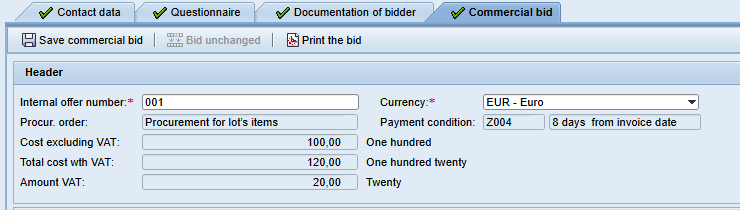 Contact data Questionnaire Documentation of bidder Commercial bid
Save commercial bid Bid unchanged Print the bid
Header
Internal offer number:* 001 Currency:* EUR - Euro
Procur. order: Procurement for lot's items Payment condition: Z004 8 days from invoice date
Cost excluding VAT: 100,00 One hundred
Total cost wth VAT: 120,00 One hundred twenty
Amount VAT: 20,00 Twenty